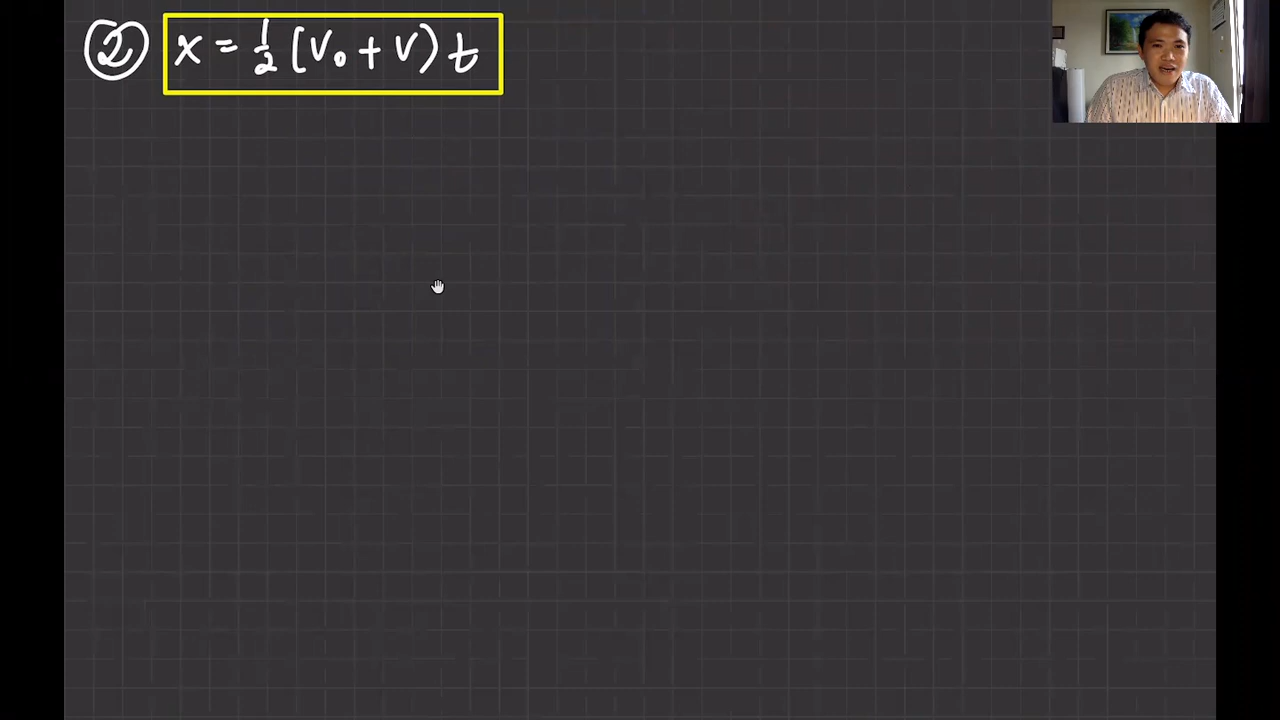 ② x = ½ (v₀ + v) t